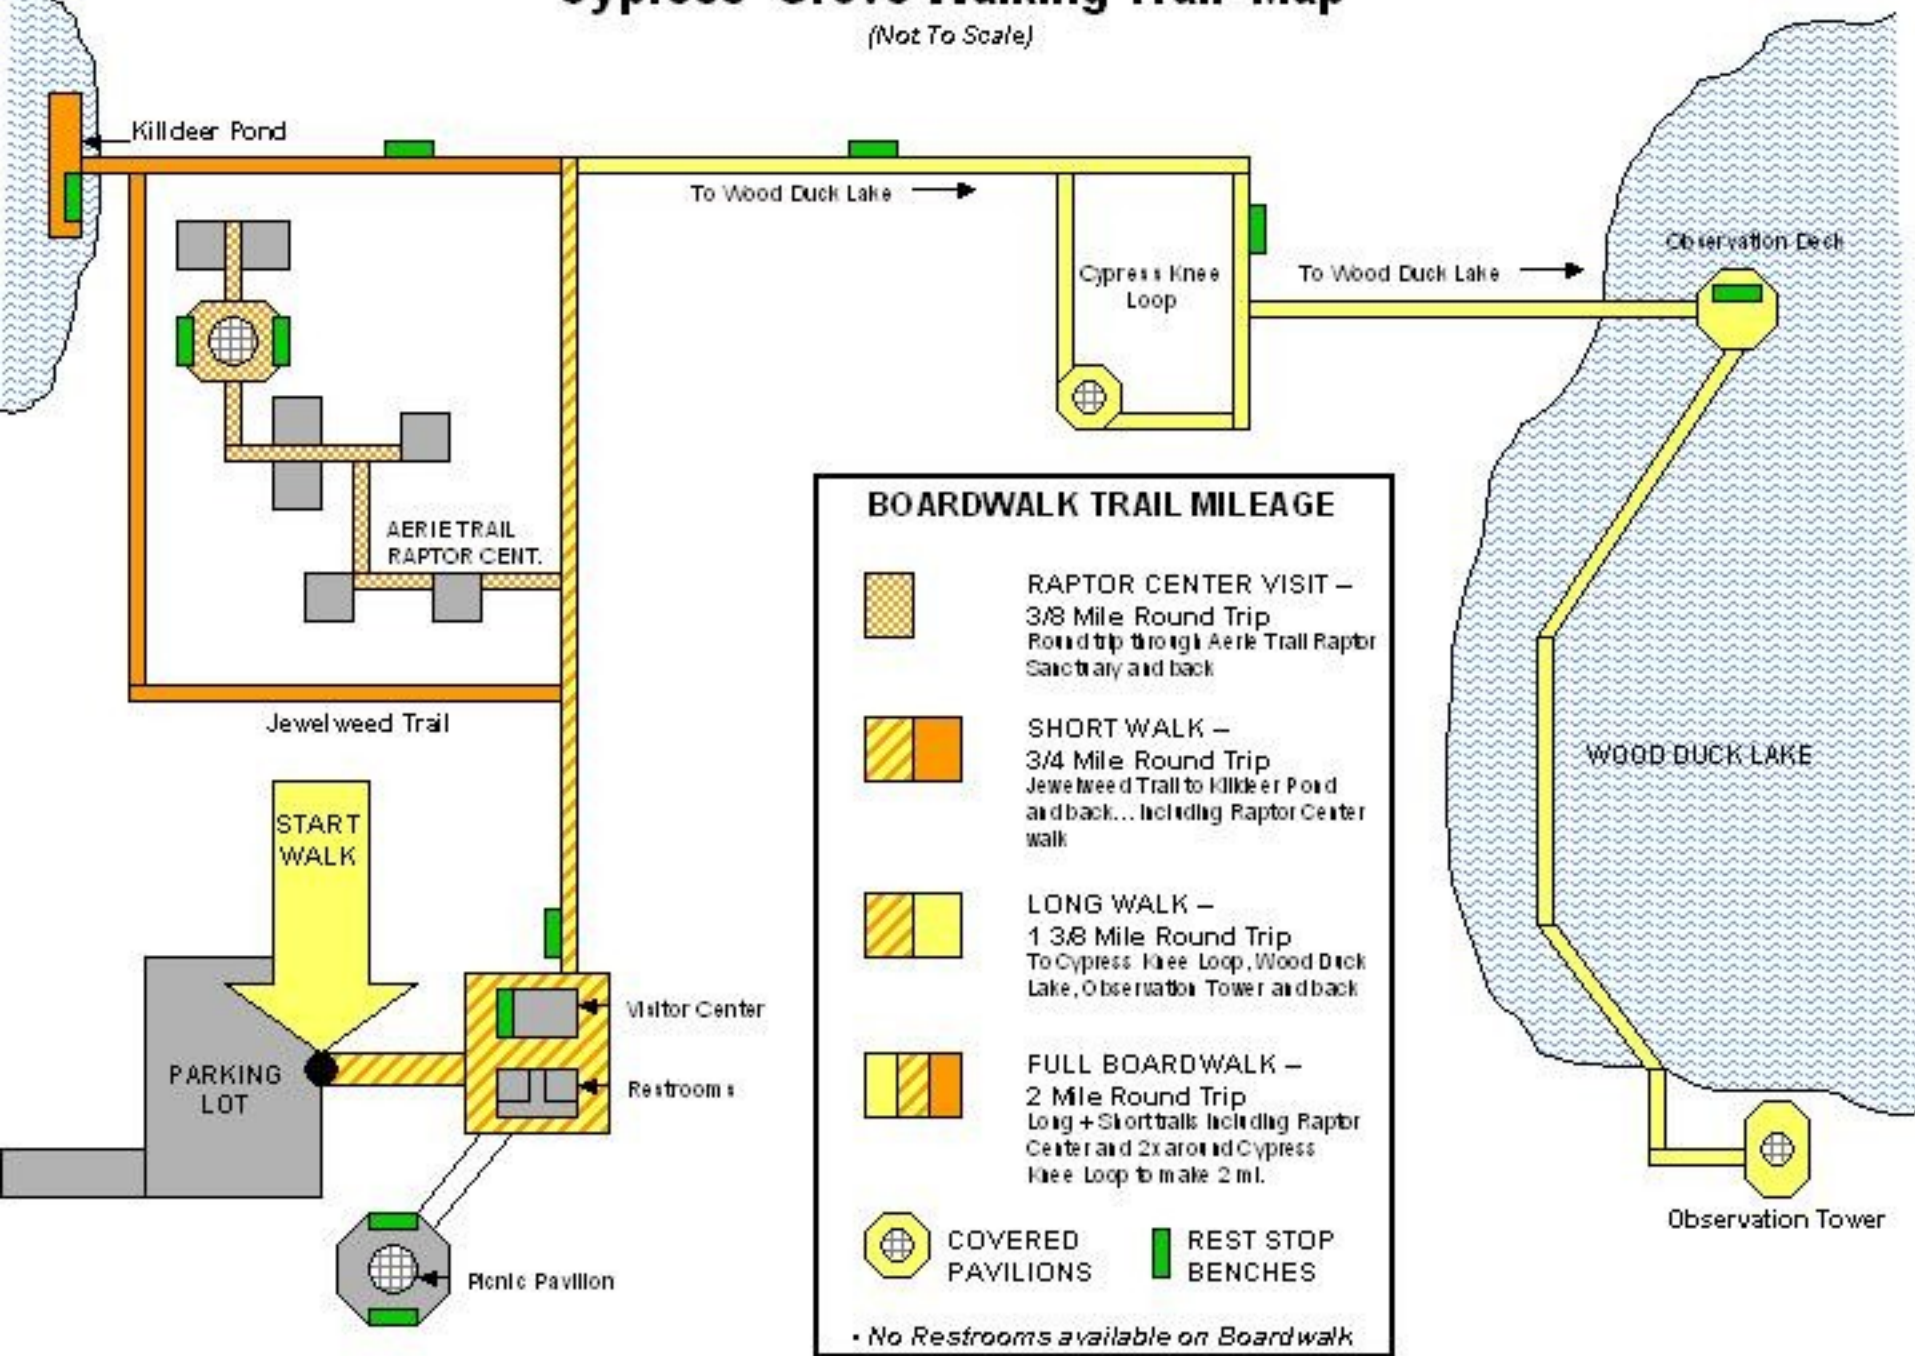 Cypress Grove Walking Trail Map
(Not To Scale)
Killdeer Pond
To Wood Duck Lake
Cypress Knee
Loop
To Wood Duck Lake
Observation Deck
AERIE TRAIL
RAPTOR CENT.
Jewelweed Trail
START
WALK
PARKING
LOT
Visitor Center
Restrooms
Picnic Pavilion
WOOD DUCK LAKE
Observation Tower
BOARDWALK TRAIL MILEAGE
RAPTOR CENTER VISIT –
3/8 Mile Round Trip
Round trip through Aerie Trail Raptor
Sanctuary and back
SHORT WALK –
3/4 Mile Round Trip
Jewelweed Trail to Killdeer Pond
and back... Including Raptor Center
walk
LONG WALK –
1 3/8 Mile Round Trip
To Cypress Knee Loop, Wood Duck
Lake, Observation Tower and back
FULL BOARDWALK –
2 Mile Round Trip
Long + Short trails Including Raptor
Center and 2x around Cypress
Knee Loop to make 2 mi.
COVERED
PAVILIONS
REST STOP
BENCHES
• No Restrooms available on Boardwalk